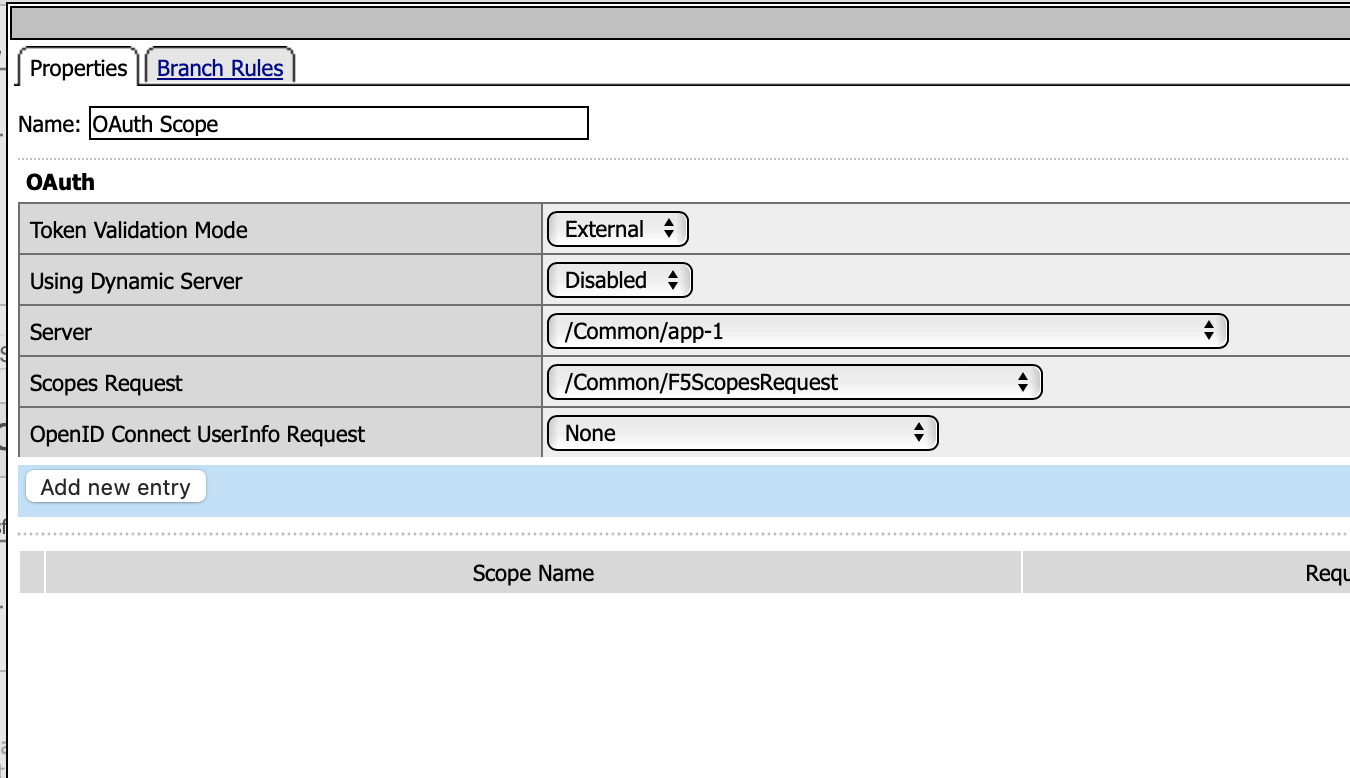 Properties
Branch Rules
Name: OAuth Scope
OAuth
Token Validation Mode External
Using Dynamic Server Disabled
Server /Common/app-1
Scopes Request /Common/F5ScopesRequest
OpenID Connect UserInfo Request None
Add new entry
Scope Name Requ